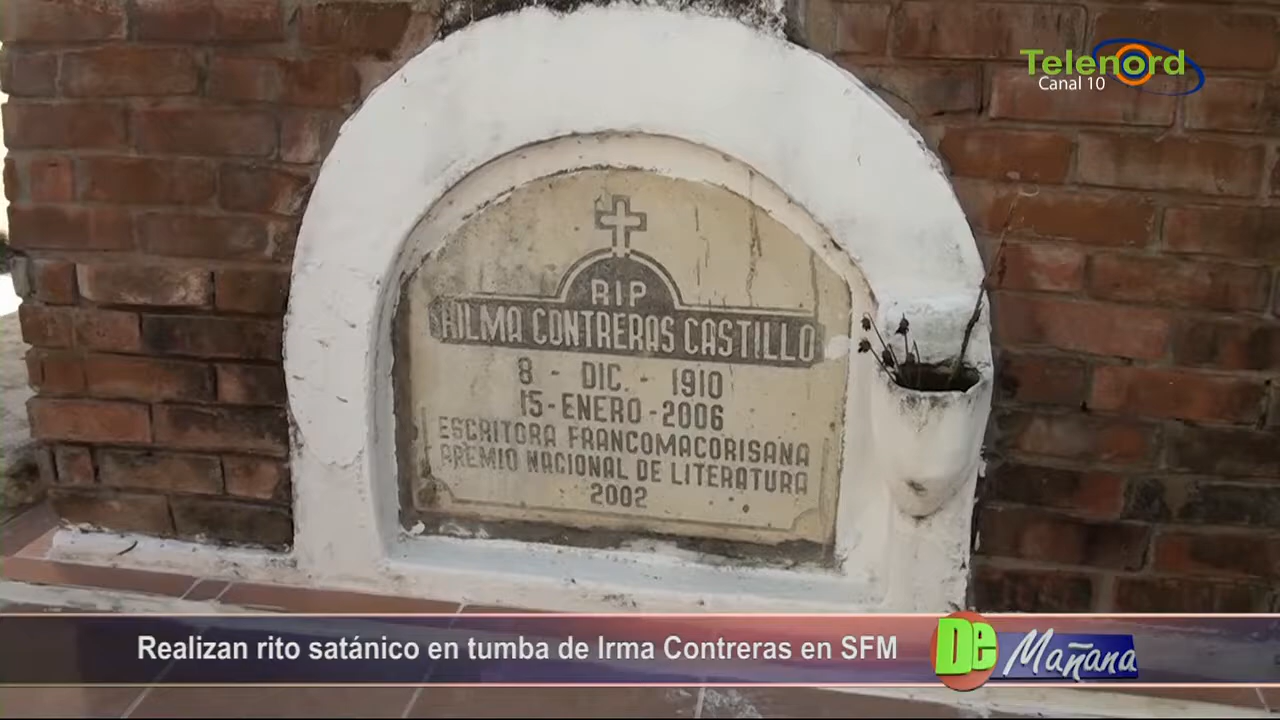 Telenord
Canal 10
RIP
HILMA CONTRERAS CASTILLO
8 - DIC. - 1910
15-ENERO-2006
ESCRITORA FRANCOMACORISANA
PREMIO NACIONAL DE LITERATURA
2002
Realizan rito satánico en tumba de Irma Contreras en SFM
De Mañana